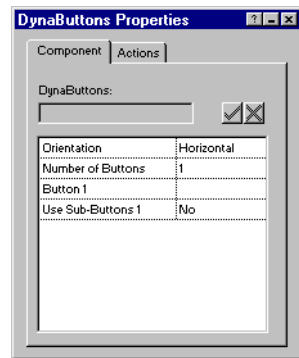 DynaButtons Properties
Component Actions
DynaButtons:
Orientation Horizontal
Number of Buttons 1
Button 1
Use Sub-Buttons 1 No